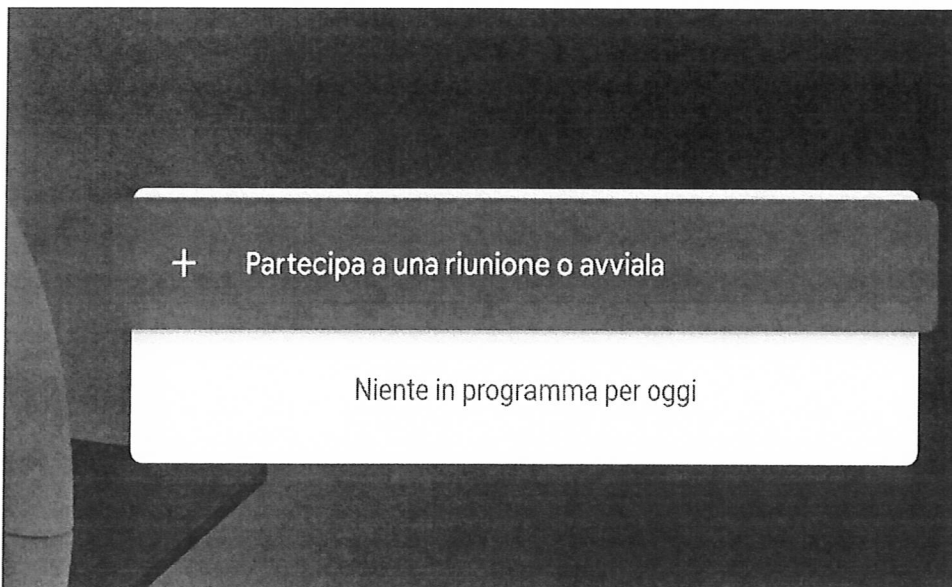 + Partecipa a una riunione o avviala
Niente in programma per oggi